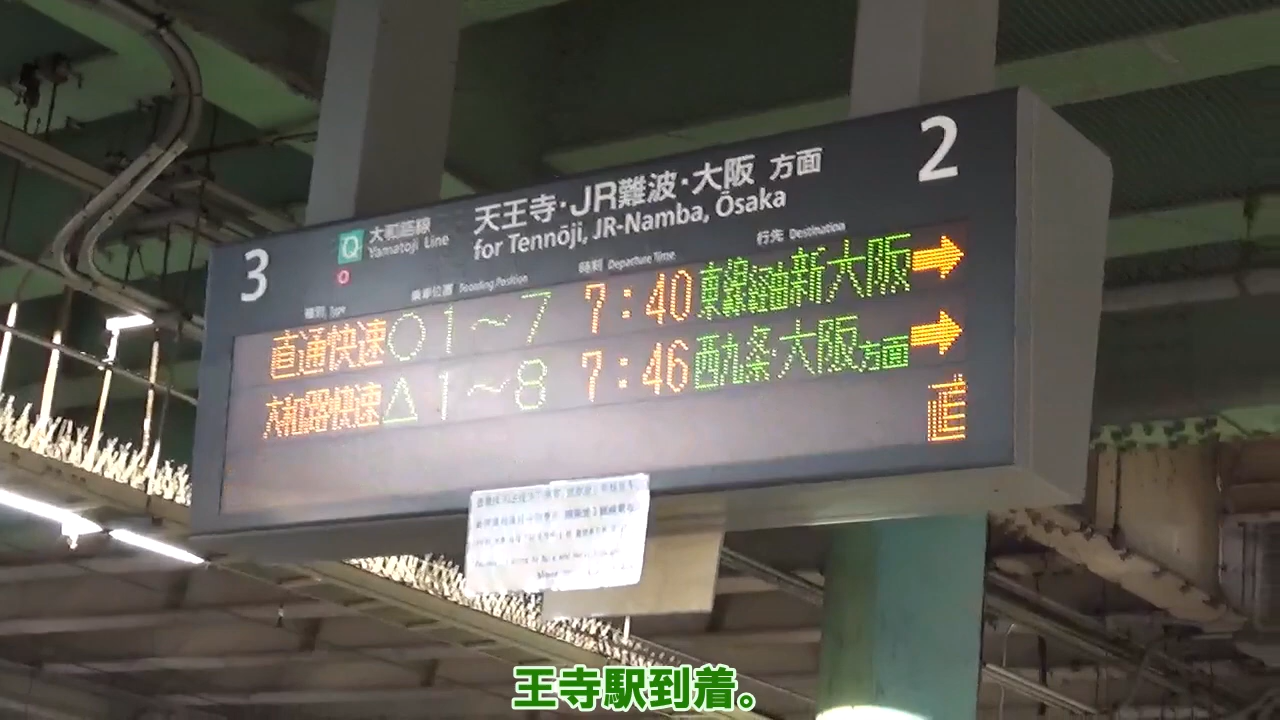 2
天王寺・JR難波・大阪 方面
for Tennōji, JR-Namba, Ōsaka
3
Q 大和路線
Yamatoji Line
種別 Type 乗車位置 Boarding Position 時刻 Departure Time 行先 Destination
直通快速 ○1～7 7:40 東線経由新大阪 →
大和路快速 △1～8 7:46 西九条・大阪方面 →
直
王寺駅到着。